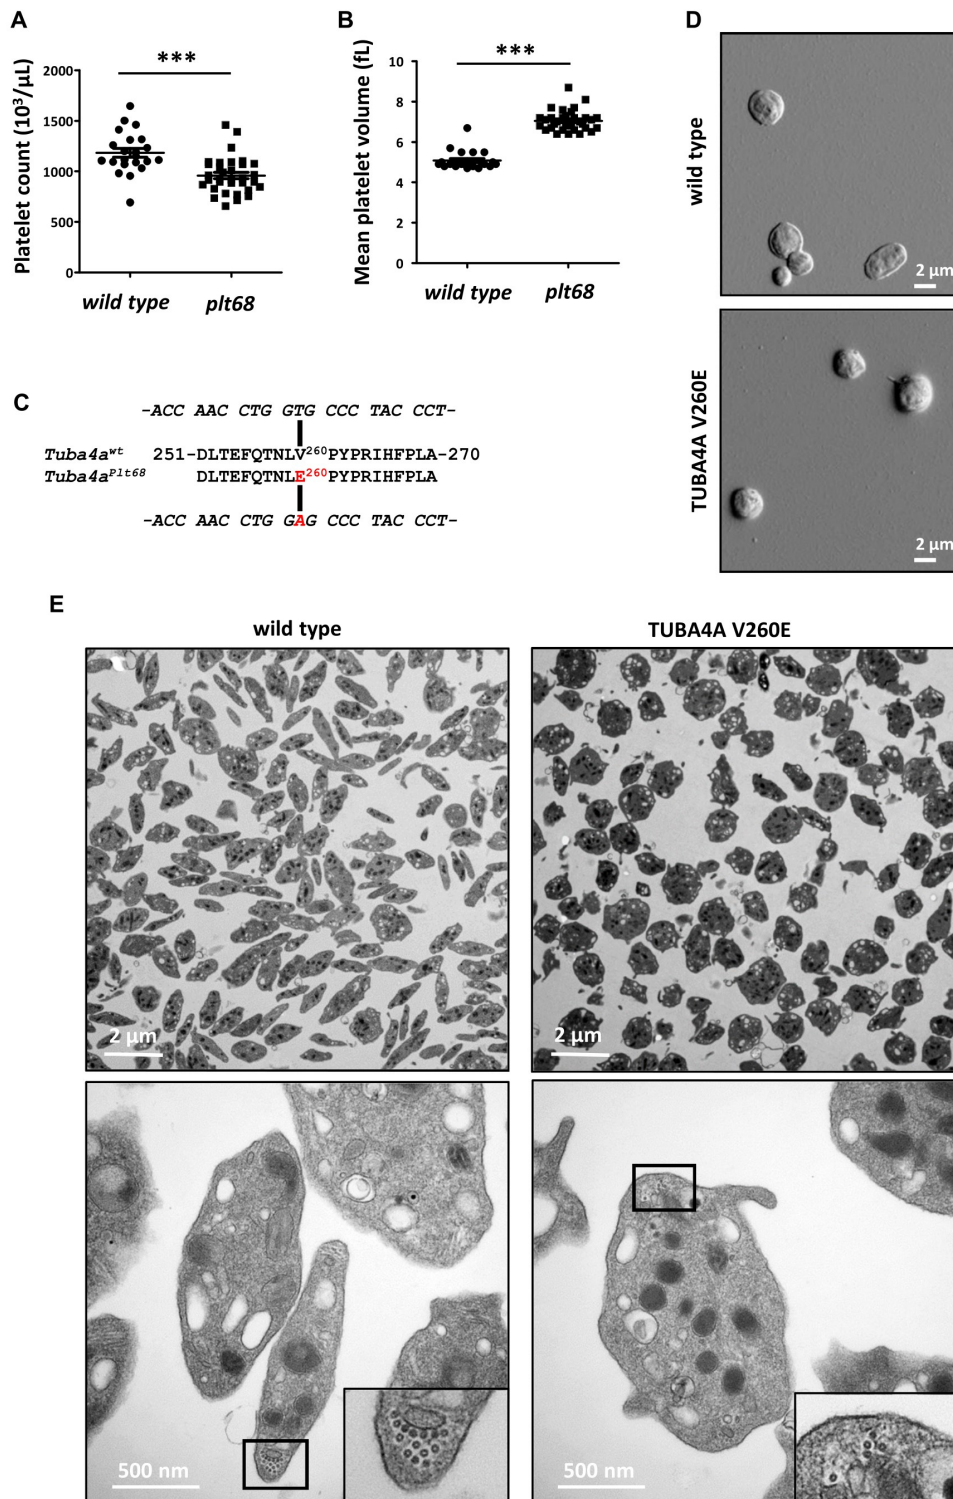 A
***
Platelet count (10³/µL)
2000
1500
1000
500
0
wild type
plt68
B
***
Mean platelet volume (fL)
10
8
6
4
2
0
wild type
plt68
C
-ACC AAC CTG GTG CCC TAC CCT-
Tuba4aʷᵗ 251-DLTEFQTNLV²⁶⁰PYPRIHFPLA-270
Tuba4aᴾˡᵗ⁶⁸ DLTEFQTNLE²⁶⁰PYPRIHFPLA
-ACC AAC CTG GAG CCC TAC CCT-
D
wild type
2 µm
TUBA4A V260E
2 µm
E
wild type
TUBA4A V260E
2 µm
2 µm
500 nm
500 nm